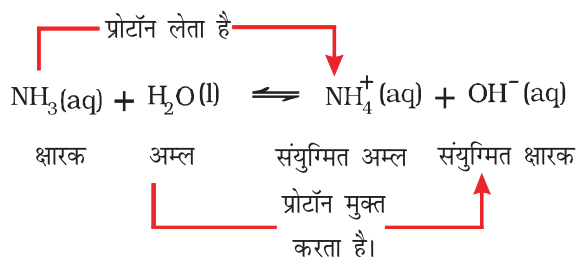 प्रोटॉन लेता है
NH₃(aq) + H₂O(l) ⇌ NH₄⁺(aq) + OH⁻(aq)
क्षारक अम्ल संयुग्मित अम्ल संयुग्मित क्षारक
प्रोटॉन मुक्त
करता है।